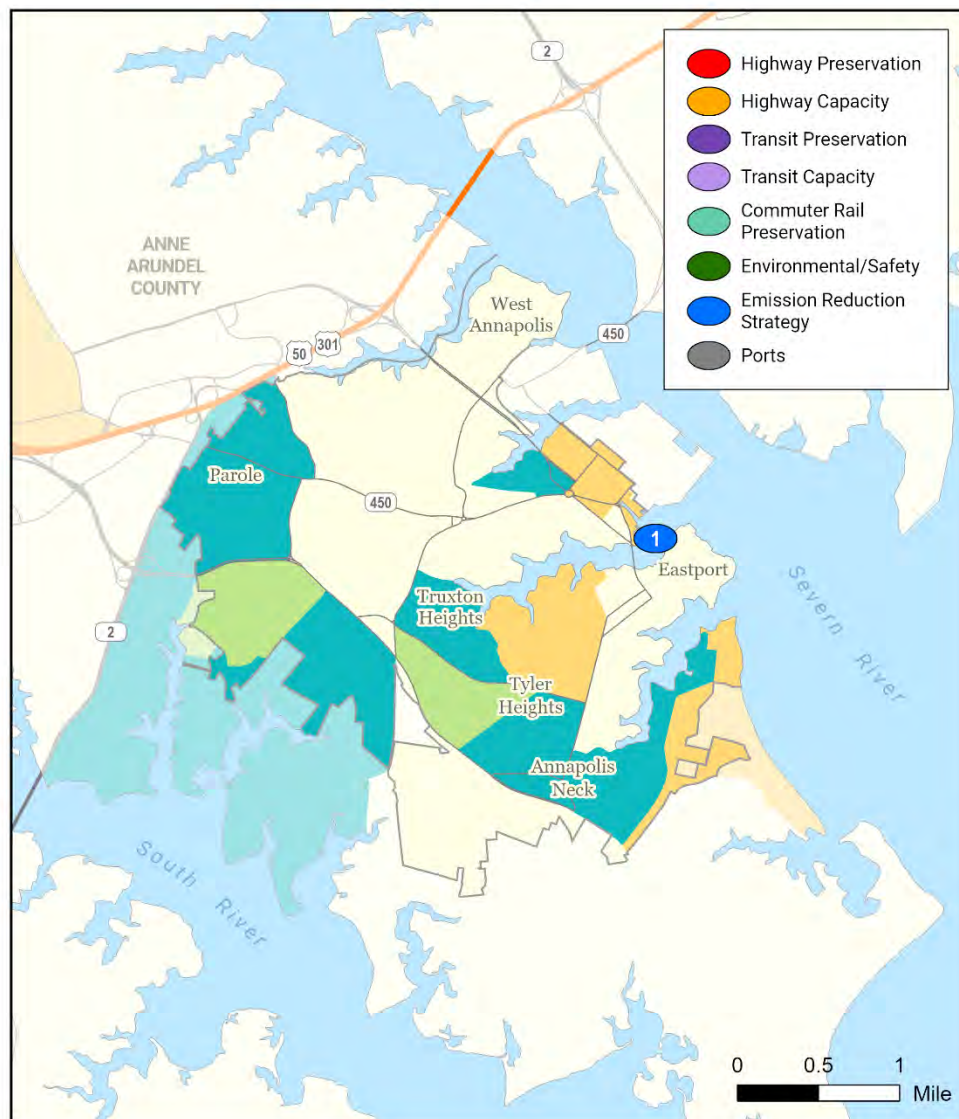 2
Highway Preservation
Highway Capacity
Transit Preservation
Transit Capacity
Commuter Rail
Preservation
Environmental/Safety
Emission Reduction
Strategy
Ports
ANNE
ARUNDEL
COUNTY
West
Annapolis
450
50
301
Parole
450
1
Eastport
Truxton
Heights
2
Severn River
Tyler
Heights
Annapolis
Neck
South River
0 0.5 1
Mile